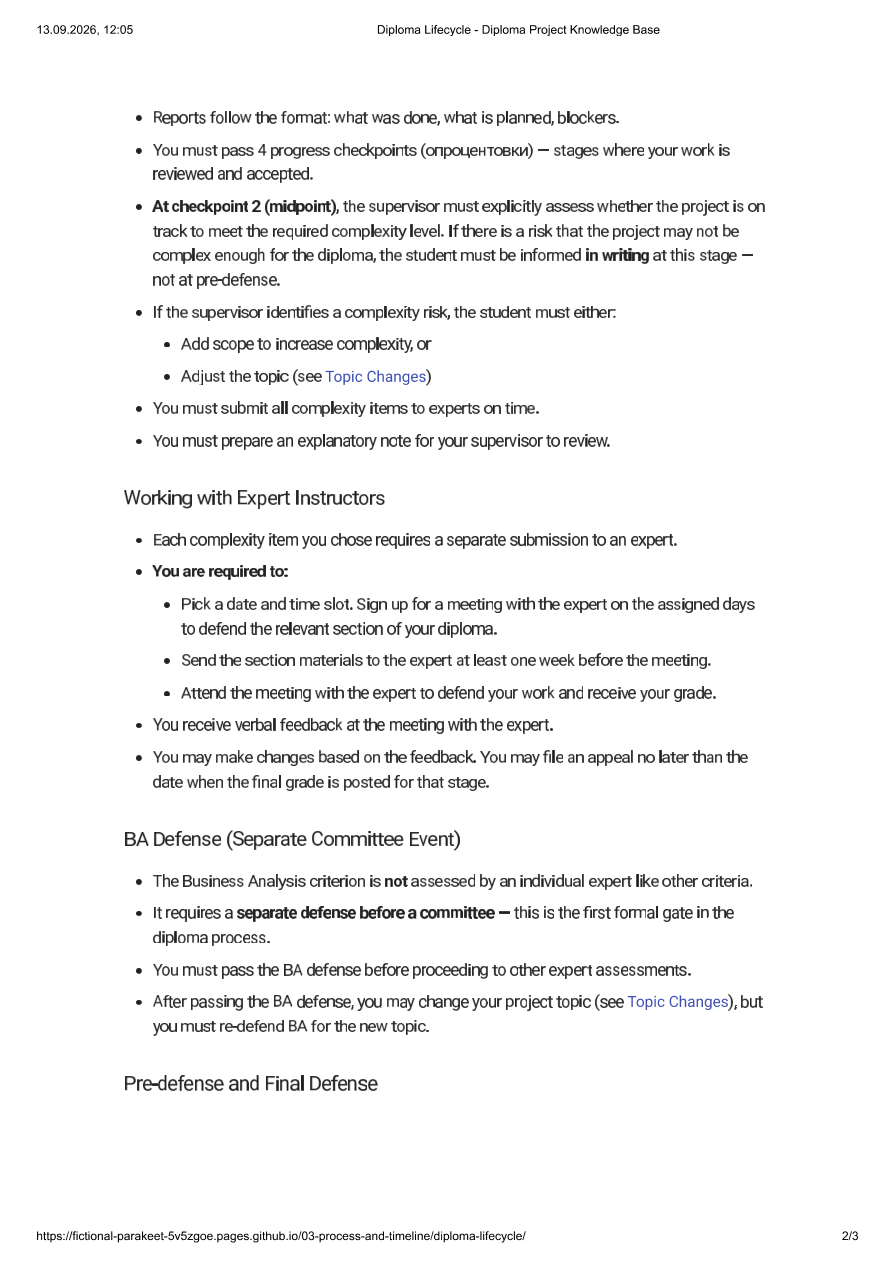 13.09.2026, 12:05
Diploma Lifecycle - Diploma Project Knowledge Base
• Reports follow the format: what was done, what is planned, blockers.
• You must pass 4 progress checkpoints (опроцентовки) — stages where your work is
reviewed and accepted.
• At checkpoint 2 (midpoint), the supervisor must explicitly assess whether the project is on
track to meet the required complexity level. If there is a risk that the project may not be
complex enough for the diploma, the student must be informed in writing at this stage —
not at pre-defense.
• If the supervisor identifies a complexity risk, the student must either:
• Add scope to increase complexity, or
• Adjust the topic (see Topic Changes)
• You must submit all complexity items to experts on time.
• You must prepare an explanatory note for your supervisor to review.
Working with Expert Instructors
• Each complexity item you chose requires a separate submission to an expert.
• You are required to:
• Pick a date and time slot. Sign up for a meeting with the expert on the assigned days
to defend the relevant section of your diploma.
• Send the section materials to the expert at least one week before the meeting.
• Attend the meeting with the expert to defend your work and receive your grade.
• You receive verbal feedback at the meeting with the expert.
• You may make changes based on the feedback. You may file an appeal no later than the
date when the final grade is posted for that stage.
BA Defense (Separate Committee Event)
• The Business Analysis criterion is not assessed by an individual expert like other criteria.
• It requires a separate defense before a committee — this is the first formal gate in the
diploma process.
• You must pass the BA defense before proceeding to other expert assessments.
• After passing the BA defense, you may change your project topic (see Topic Changes), but
you must re-defend BA for the new topic.
Pre-defense and Final Defense
https://fictional-parakeet-5v5zgoe.pages.github.io/03-process-and-timeline/diploma-lifecycle/
2/3